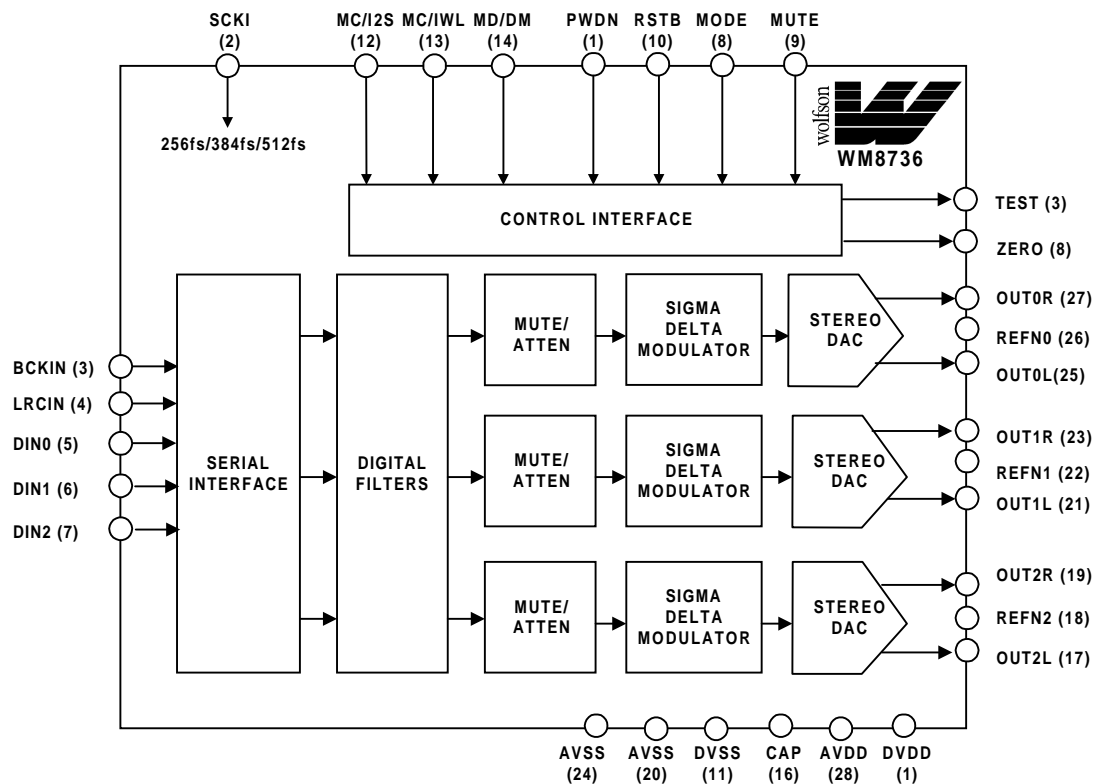 SCKI
(2)
MC/I2S
(12)
MC/IWL
(13)
MD/DM
(14)
PWDN
(1)
RSTB
(10)
MODE
(8)
MUTE
(9)
256fs/384fs/512fs
wolfson
WM8736
CONTROL INTERFACE
TEST (3)
ZERO (8)
BCKIN (3)
LRCIN (4)
DIN0 (5)
DIN1 (6)
DIN2 (7)
SERIAL
INTERFACE
DIGITAL
FILTERS
MUTE/
ATTEN
SIGMA
DELTA
MODULATOR
STEREO
DAC
OUT0R (27)
REFN0 (26)
OUT0L(25)
MUTE/
ATTEN
SIGMA
DELTA
MODULATOR
STEREO
DAC
OUT1R (23)
REFN1 (22)
OUT1L (21)
MUTE/
ATTEN
SIGMA
DELTA
MODULATOR
STEREO
DAC
OUT2R (19)
REFN2 (18)
OUT2L (17)
AVSS
(24)
AVSS
(20)
DVSS
(11)
CAP
(16)
AVDD
(28)
DVDD
(1)